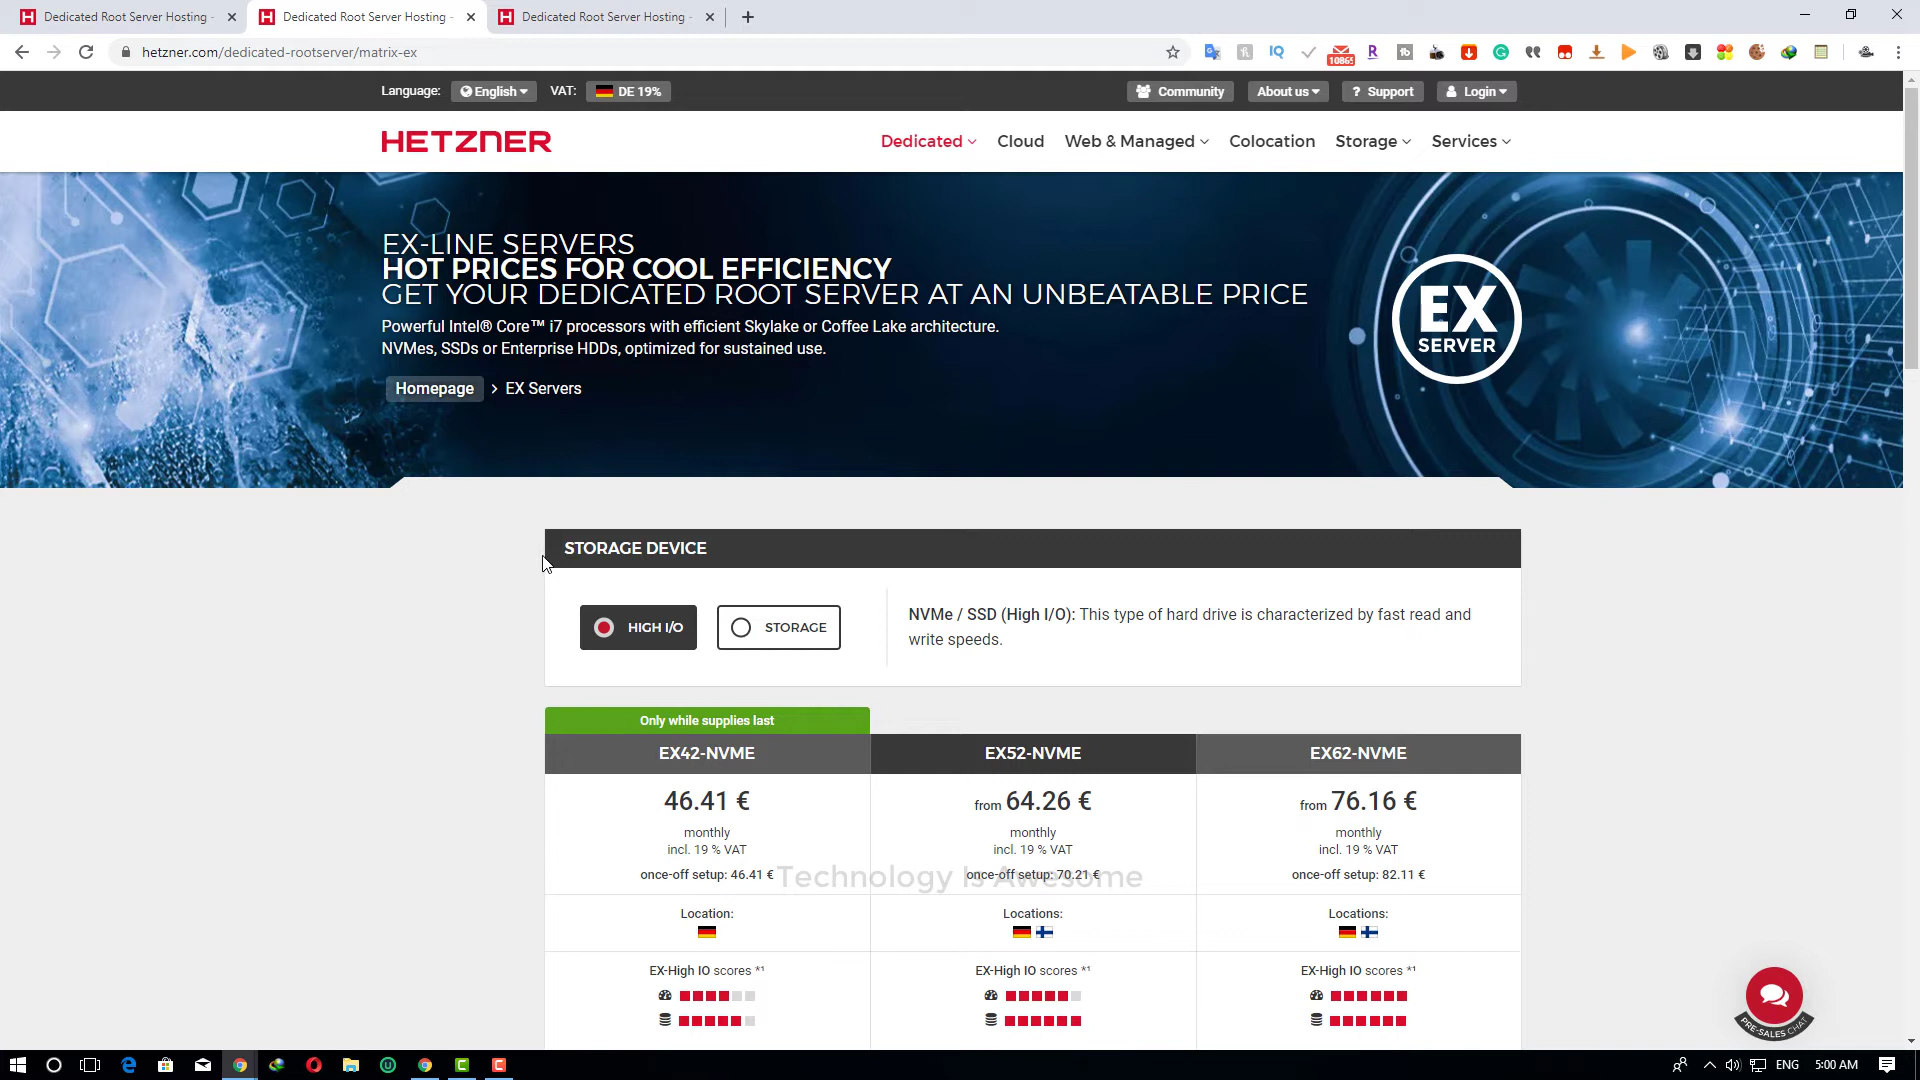 Dedicated Root Server Hosting -
Dedicated Root Server Hosting -
Dedicated Root Server Hosting -
hetzner.com/dedicated-rootserver/matrix-ex
10865
Language: English VAT: DE 19% Community About us ? Support Login
HETZNER Dedicated Cloud Web & Managed Colocation Storage Services
EX-LINE SERVERS
HOT PRICES FOR COOL EFFICIENCY
GET YOUR DEDICATED ROOT SERVER AT AN UNBEATABLE PRICE
Powerful Intel® Core™ i7 processors with efficient Skylake or Coffee Lake architecture.
NVMes, SSDs or Enterprise HDDs, optimized for sustained use.
EX
SERVER
Homepage > EX Servers
STORAGE DEVICE
HIGH I/O STORAGE
NVMe / SSD (High I/O): This type of hard drive is characterized by fast read and
write speeds.
Only while supplies last
EX42-NVME EX52-NVME EX62-NVME
46.41 € from 64.26 € from 76.16 €
monthly monthly monthly
incl. 19 % VAT incl. 19 % VAT incl. 19 % VAT
once-off setup: 46.41 € once-off setup: 70.21 € once-off setup: 82.11 €
Technology Is Awesome
Location: Locations: Locations:
EX-High IO scores *¹ EX-High IO scores *¹ EX-High IO scores *¹
PRE-SALES CHAT
ENG 5:00 AM